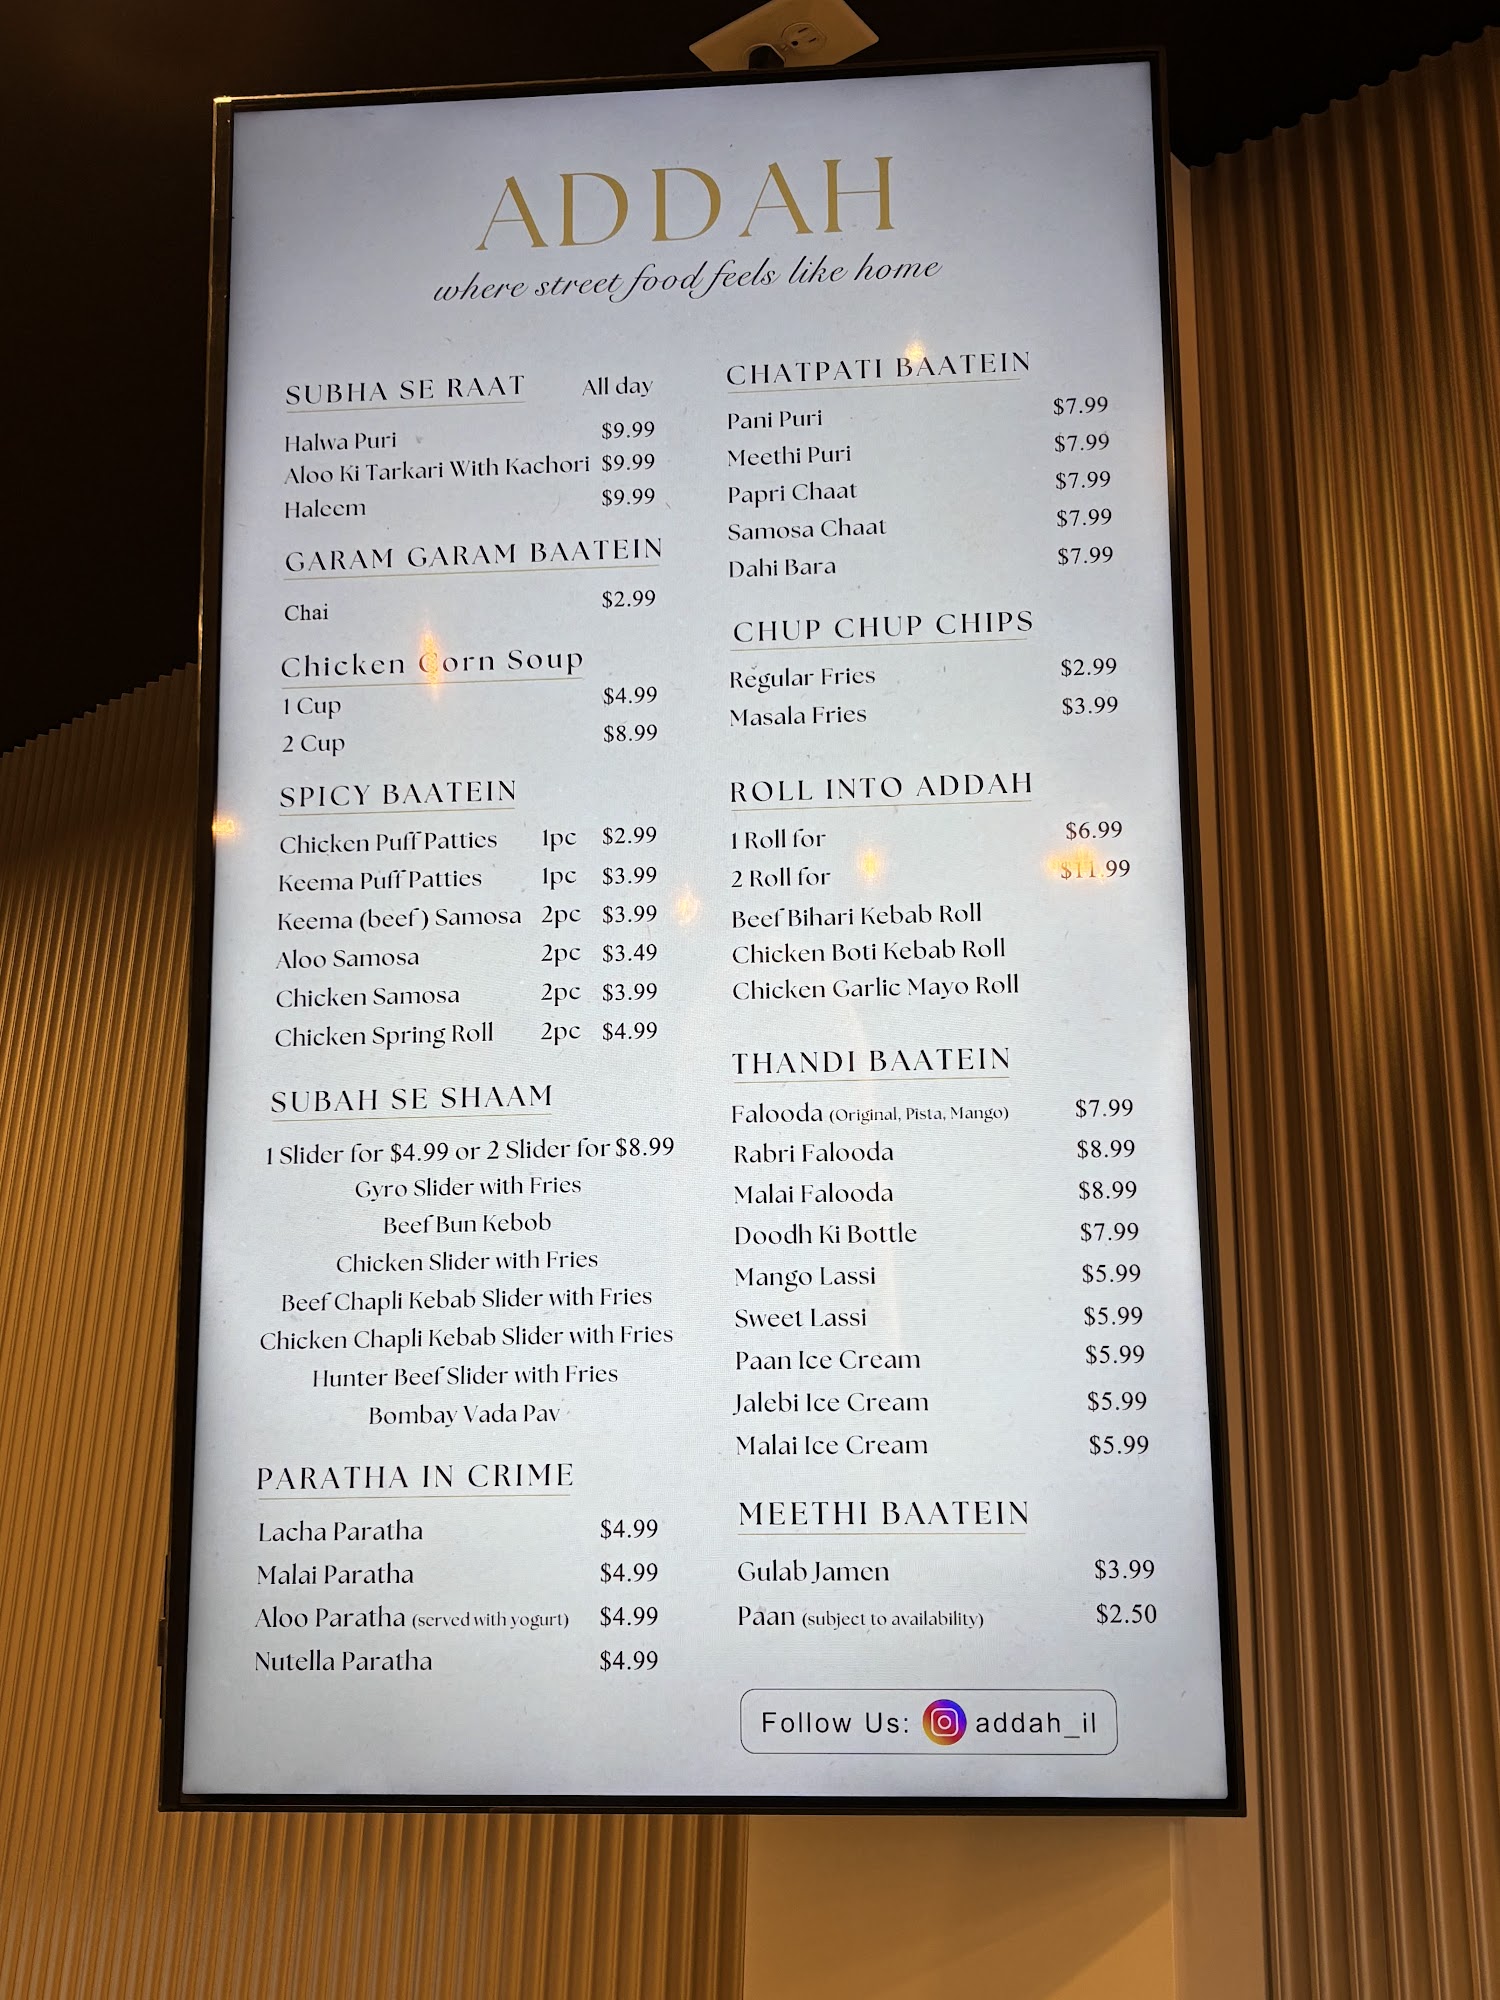 ADDAH
where street food feels like home
SUBHA SE RAAT All day
Halwa Puri $9.99
Aloo Ki Tarkari With Kachori $9.99
Haleem $9.99
GARAM GARAM BAATEIN
Chai $2.99
Chicken Corn Soup
1 Cup $4.99
2 Cup $8.99
SPICY BAATEIN
Chicken Puff Patties 1pc $2.99
Keema Puff Patties 1pc $3.99
Keema (beef) Samosa 2pc $3.99
Aloo Samosa 2pc $3.49
Chicken Samosa 2pc $3.99
Chicken Spring Roll 2pc $4.99
SUBAH SE SHAAM
1 Slider for $4.99 or 2 Slider for $8.99
Gyro Slider with Fries
Beef Bun Kebob
Chicken Slider with Fries
Beef Chapli Kebab Slider with Fries
Chicken Chapli Kebab Slider with Fries
Hunter Beef Slider with Fries
Bombay Vada Pav
PARATHA IN CRIME
Lacha Paratha $4.99
Malai Paratha $4.99
Aloo Paratha (served with yogurt) $4.99
Nutella Paratha $4.99
CHATPATI BAATEIN
Pani Puri $7.99
Meethi Puri $7.99
Papri Chaat $7.99
Samosa Chaat $7.99
Dahi Bara $7.99
CHUP CHUP CHIPS
Regular Fries $2.99
Masala Fries $3.99
ROLL INTO ADDAH
1 Roll for $6.99
2 Roll for $11.99
Beef Bihari Kebab Roll
Chicken Boti Kebab Roll
Chicken Garlic Mayo Roll
THANDI BAATEIN
Falooda (Original, Pista, Mango) $7.99
Rabri Falooda $8.99
Malai Falooda $8.99
Doodh Ki Bottle $7.99
Mango Lassi $5.99
Sweet Lassi $5.99
Paan Ice Cream $5.99
Jalebi Ice Cream $5.99
Malai Ice Cream $5.99
MEETHI BAATEIN
Gulab Jamen $3.99
Paan (subject to availability) $2.50
Follow Us: addah_il